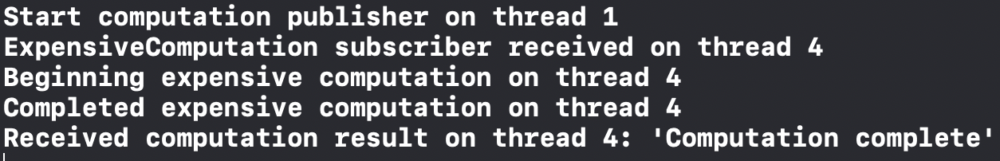 Start computation publisher on thread 1
ExpensiveComputation subscriber received on thread 4
Beginning expensive computation on thread 4
Completed expensive computation on thread 4
Received computation result on thread 4: 'Computation complete'